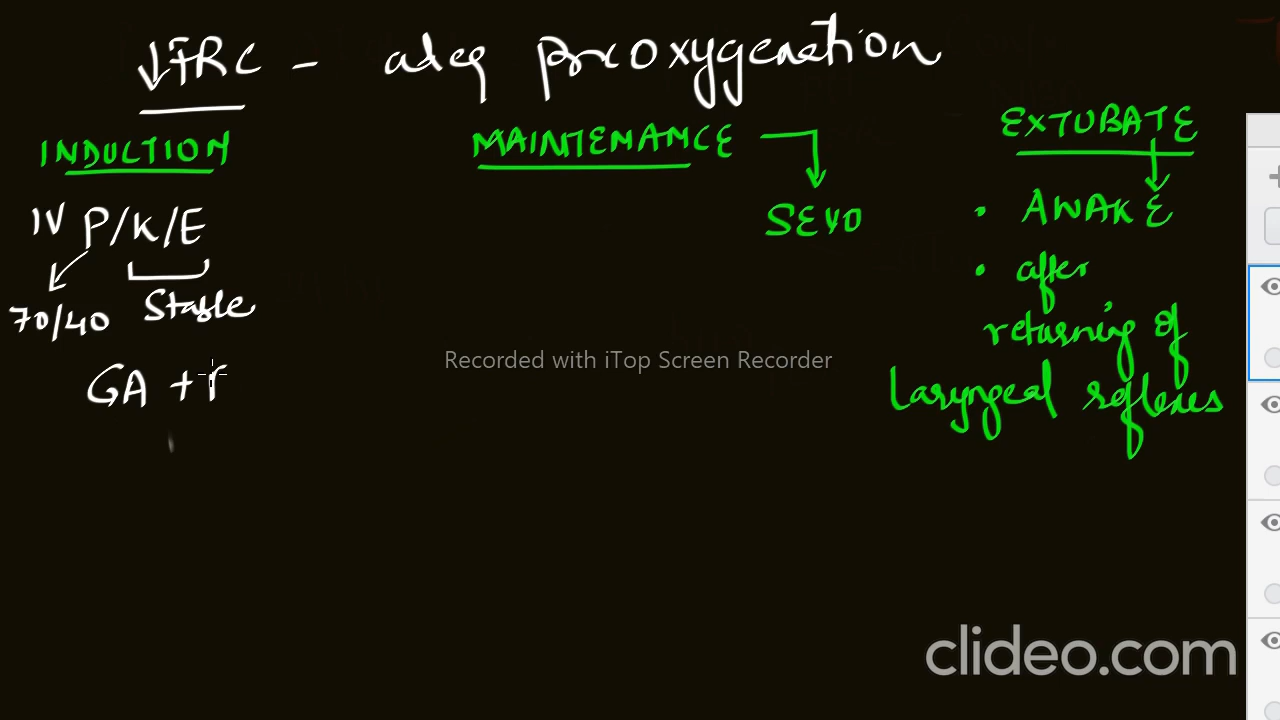 ↓FRC - adeq preoxygenation
INDUCTION
IV P/K/E
70/40 Stable
GA + r
MAINTENANCE
SEVO
EXTUBATE
• AWAKE
• after
returning of
Laryngeal reflexes
Recorded with iTop Screen Recorder
clideo.com